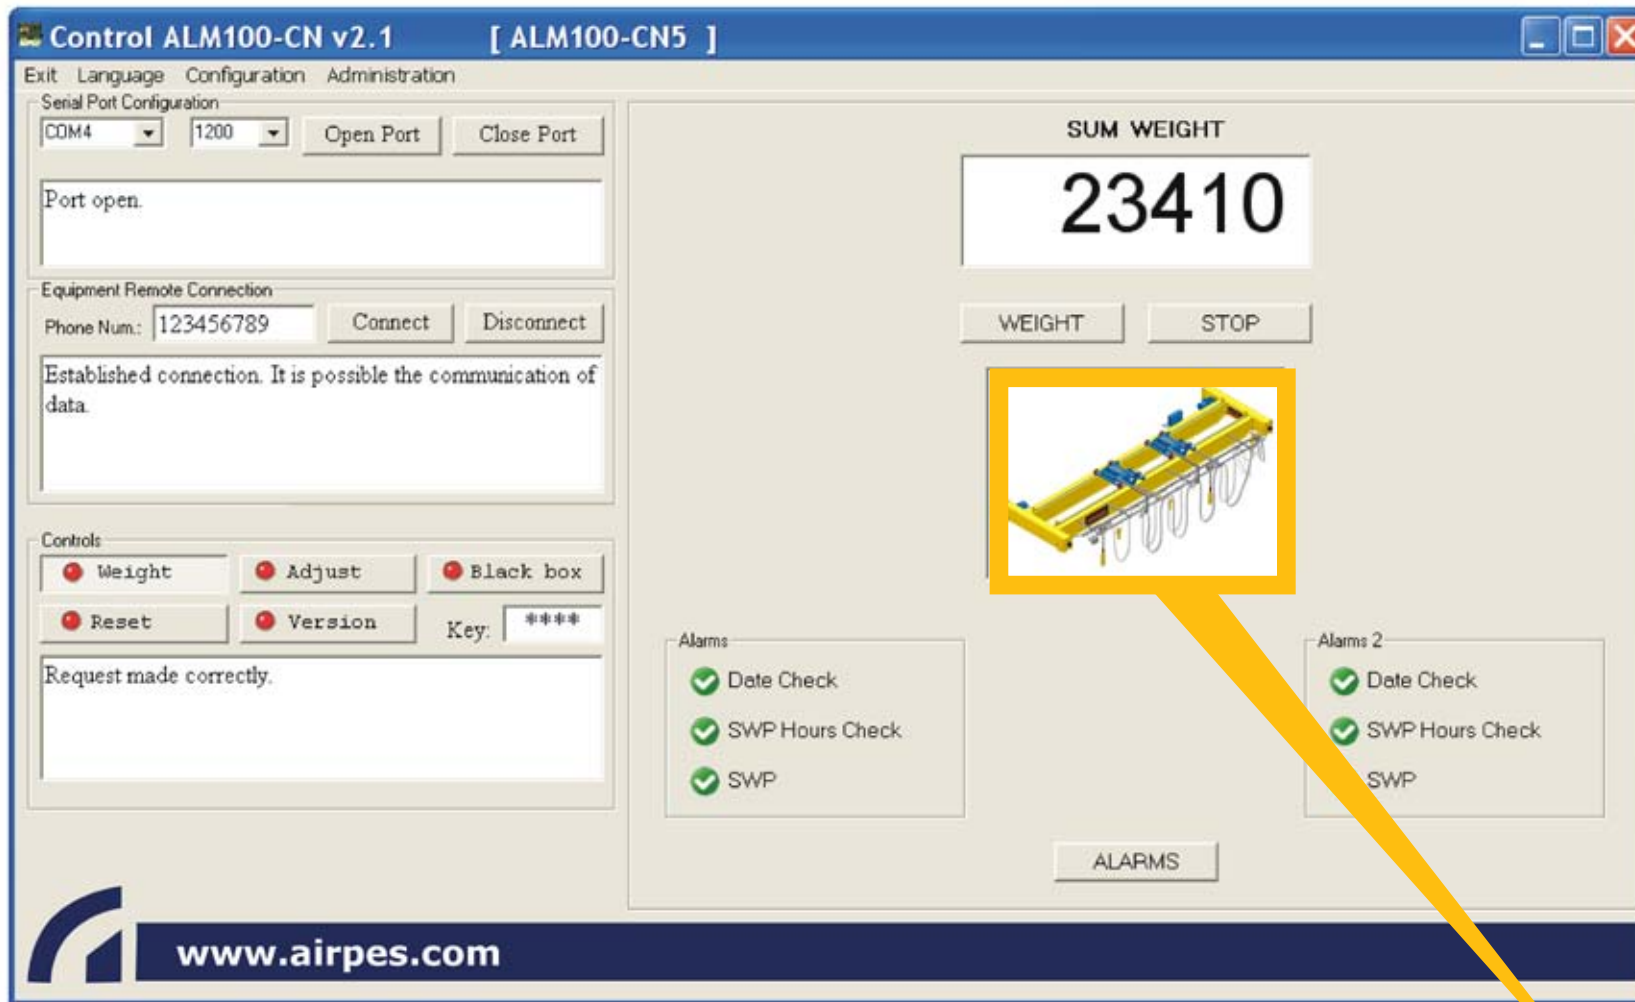 Control ALM100-CN v2.1 [ ALM100-CN5 ]
Exit Language Configuration Administration
Serial Port Configuration
COM4 1200 Open Port Close Port
Port open.
Equipment Remote Connection
Phone Num.: 123456789 Connect Disconnect
Established connection. It is possible the communication of
data.
Controls
Weight Adjust Black box
Reset Version Key: ****
Request made correctly.
SUM WEIGHT
23410
WEIGHT STOP
Alarms
Date Check
SWP Hours Check
SWP
Alarms 2
Date Check
SWP Hours Check
SWP
ALARMS
www.airpes.com